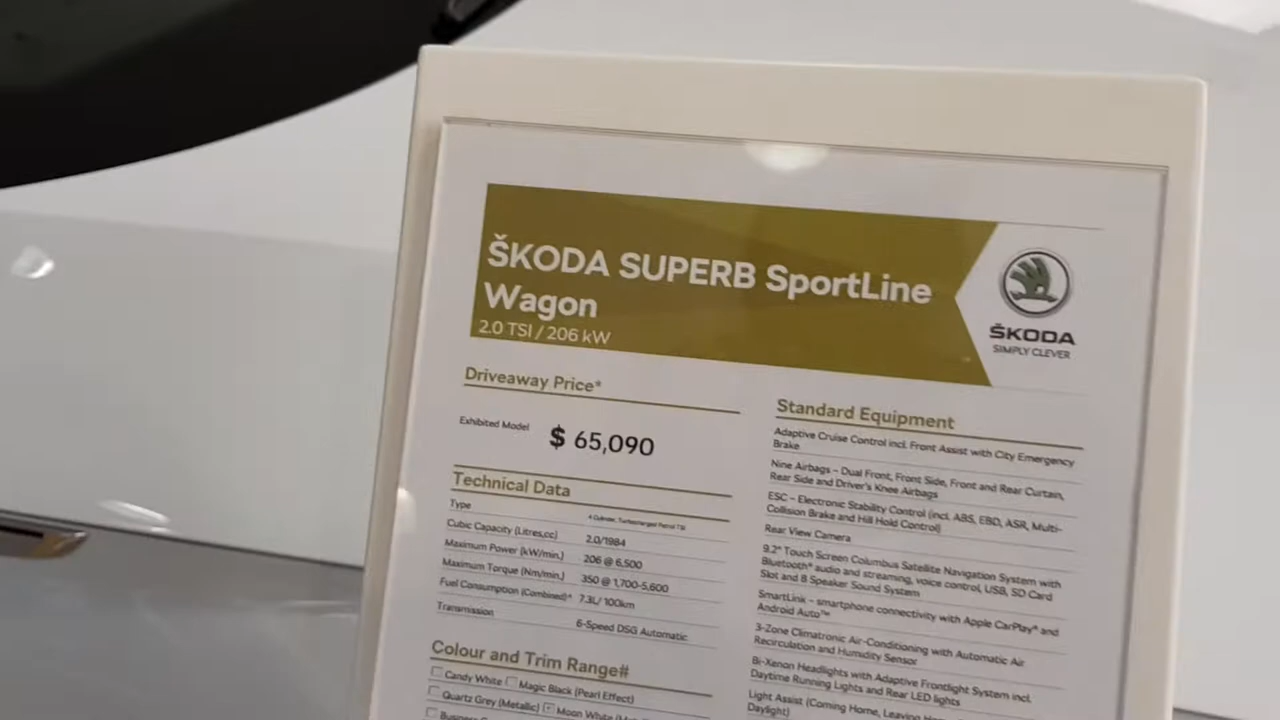 ŠKODA SUPERB SportLine
Wagon
2.0 TSI / 206 kW
ŠKODA
SIMPLY CLEVER
Driveaway Price*
Exhibited Model $ 65,090
Technical Data
Type 4 Cylinder, Turbocharged Petrol TSI
Cubic Capacity (Litres,cc) 2.0/1984
Maximum Power (kW/min.) 206 @ 6,500
Maximum Torque (Nm/min.) 350 @ 1,700-5,600
Fuel Consumption (Combined)^ 7.3L/ 100km
Transmission 6-Speed DSG Automatic
Colour and Trim Range#
Candy White Magic Black (Pearl Effect)
Quartz Grey (Metallic) Moon White
Standard Equipment
Adaptive Cruise Control incl. Front Assist with City Emergency
Brake
Nine Airbags – Dual Front, Front Side, Front and Rear Curtain,
Rear Side and Driver's Knee Airbags
ESC – Electronic Stability Control (incl. ABS, EBD, ASR, Multi-
Collision Brake and Hill Hold Control)
Rear View Camera
9.2" Touch Screen Columbus Satellite Navigation System with
Bluetooth® audio and streaming, voice control, USB, SD Card
Slot and 8 Speaker Sound System
SmartLink – smartphone connectivity with Apple CarPlay® and
Android Auto™
3-Zone Climatronic Air-Conditioning with Automatic Air
Recirculation and Humidity Sensor
Bi-Xenon Headlights with Adaptive Frontlight System incl.
Daytime Running Lights and Rear LED lights
Light Assist (Coming Home, Leaving
Daylight)